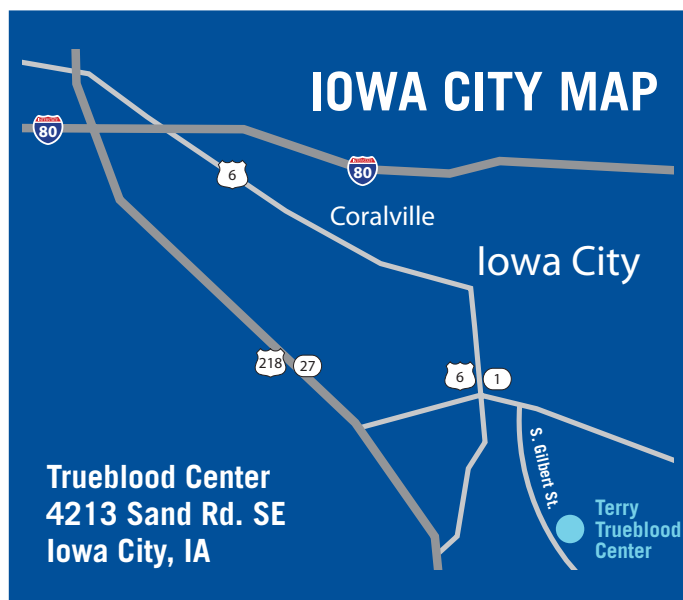 IOWA CITY MAP
80
80
6
Coralville
Iowa City
218
27
6
1
S. Gilbert St.
Trueblood Center
4213 Sand Rd. SE
Iowa City, IA
Terry
Trueblood
Center